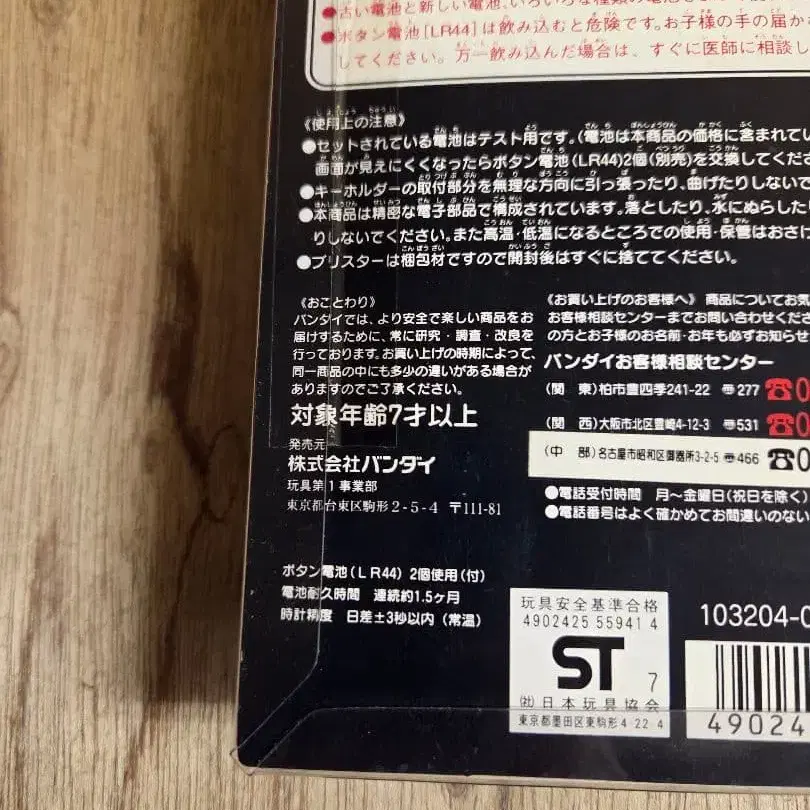 ●古い電池と新しい電池、いろいろな種類の電池を
●ボタン電池[LR44]は飲み込むと危険です。お子様の手の届か
してください。万一飲み込んだ場合は、すぐに医師に相談し
《使用上の注意》
●セットされている電池はテスト用です。(電池は本商品の価格に含まれてい
画面が見えにくくなったらボタン電池(LR44)2個(別売)を交換してくださ
●キーホルダーの取付部分を無理な方向に引っ張ったり、曲げたりしないで
●本商品は精密な電子部品で構成されています。落としたり、水にぬらした
りしないでください。また高温・低温になるところでの使用・保管はおさけ
●ブリスターは梱包材ですので開封後はすぐに捨ててください。
《おことわり》
バンダイでは、より安全で楽しい商品をお
届けするために、常に研究・調査・改良を
行っております。お買い上げの時期によって、
同一商品の中にも多少の違いがある場合が
ありますのでご了承ください。
対象年齢7才以上
発売元
株式会社バンダイ
玩具第1事業部
東京都台東区駒形2-5-4 〒111-81
《お買い上げのお客様へ》 商品についてお気
お客様相談センターまでお問い合わせくださ
の方とお子様のお名前・お年も必ずお知らせ
バンダイお客様相談センター
(関 東)柏市豊四季241-22 〠277 ☎0
(関 西)大阪市北区豊崎4-12-3 〠531 ☎0
(中 部)名古屋市昭和区御器所3-2-5 〠466 ☎0
●電話受付時間 月～金曜日(祝日を除く)
●電話番号はよく確かめてお間違いのない
ボタン電池(LR44)2個使用(付)
電池耐久時間 連続約1.5ヶ月
時計精度 日差±3秒以内(常温)
玩具安全基準合格
4902425 55941 4
ST 7
(社)日本玩具協会
東京都墨田区東駒形4-22-4
103204-0
49024